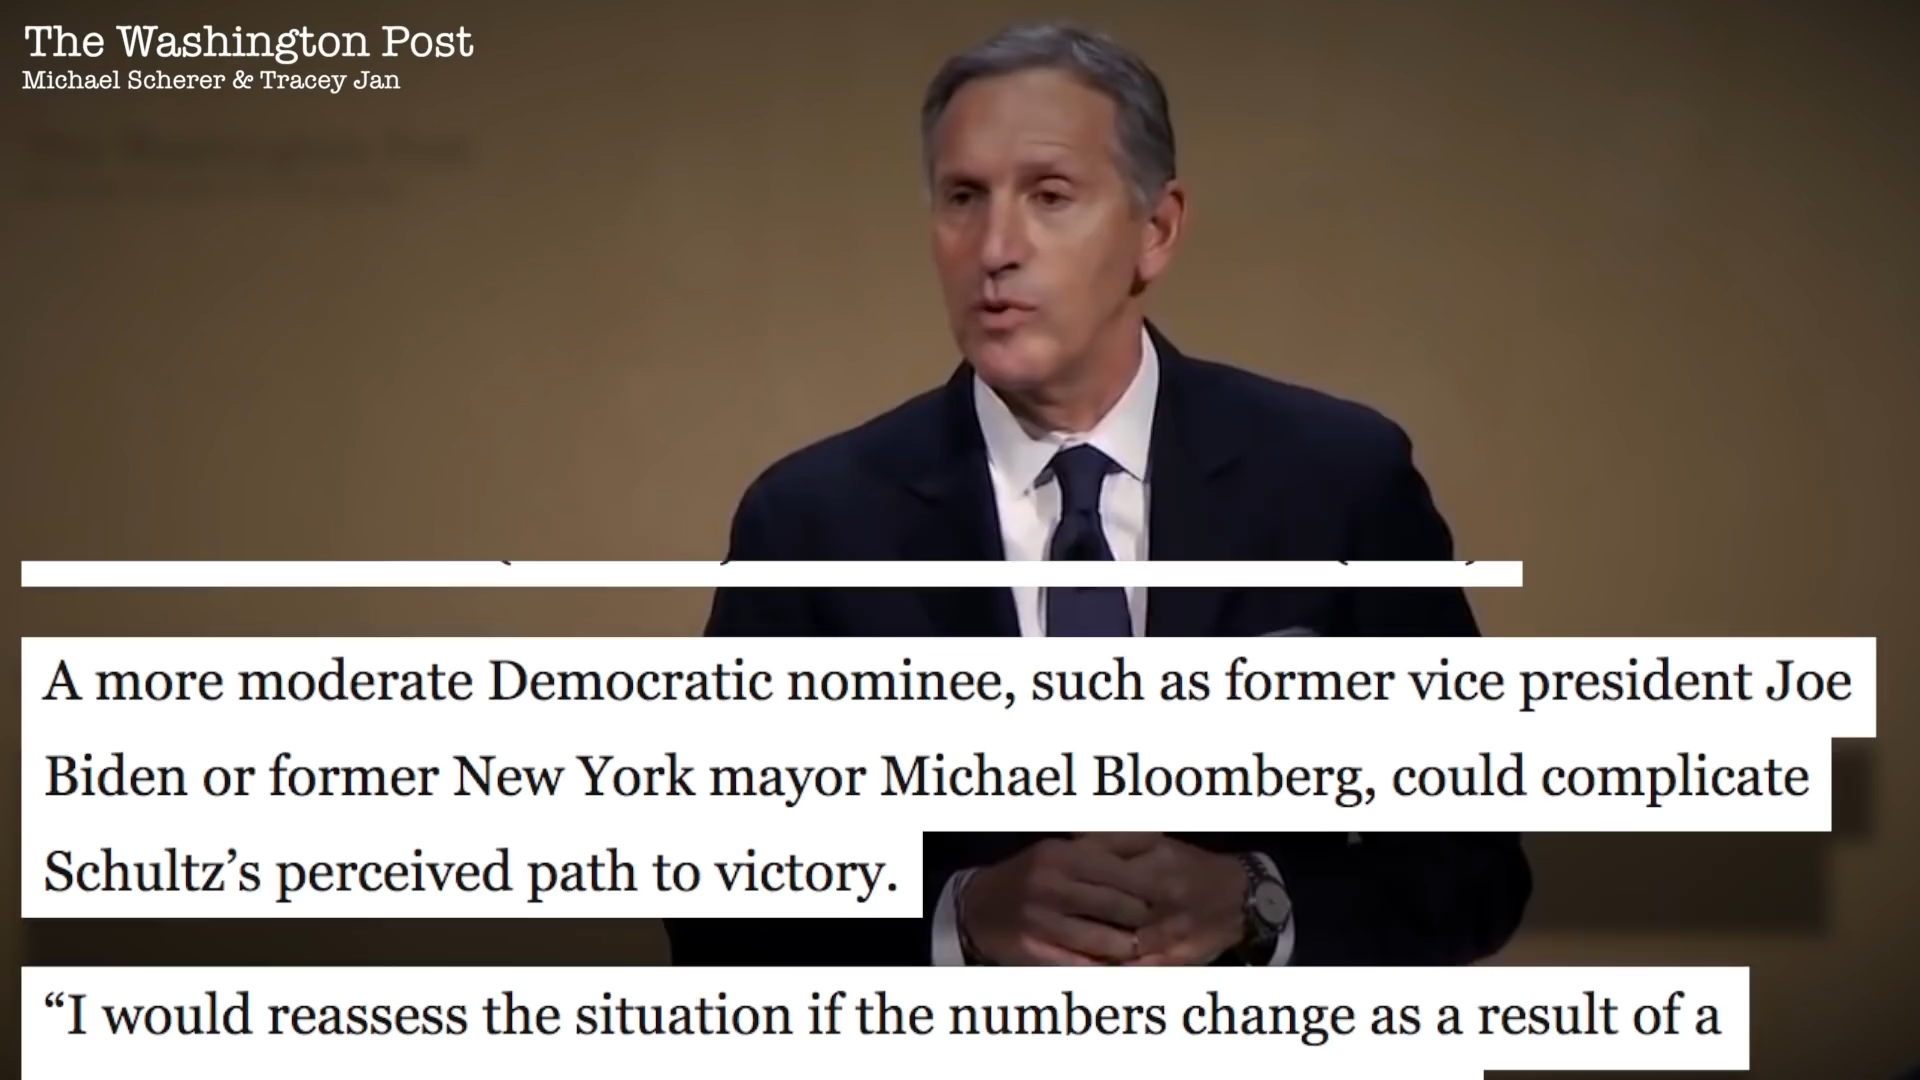 The Washington Post
Michael Scherer & Tracey Jan
A more moderate Democratic nominee, such as former vice president Joe
Biden or former New York mayor Michael Bloomberg, could complicate
Schultz’s perceived path to victory.
“I would reassess the situation if the numbers change as a result of a